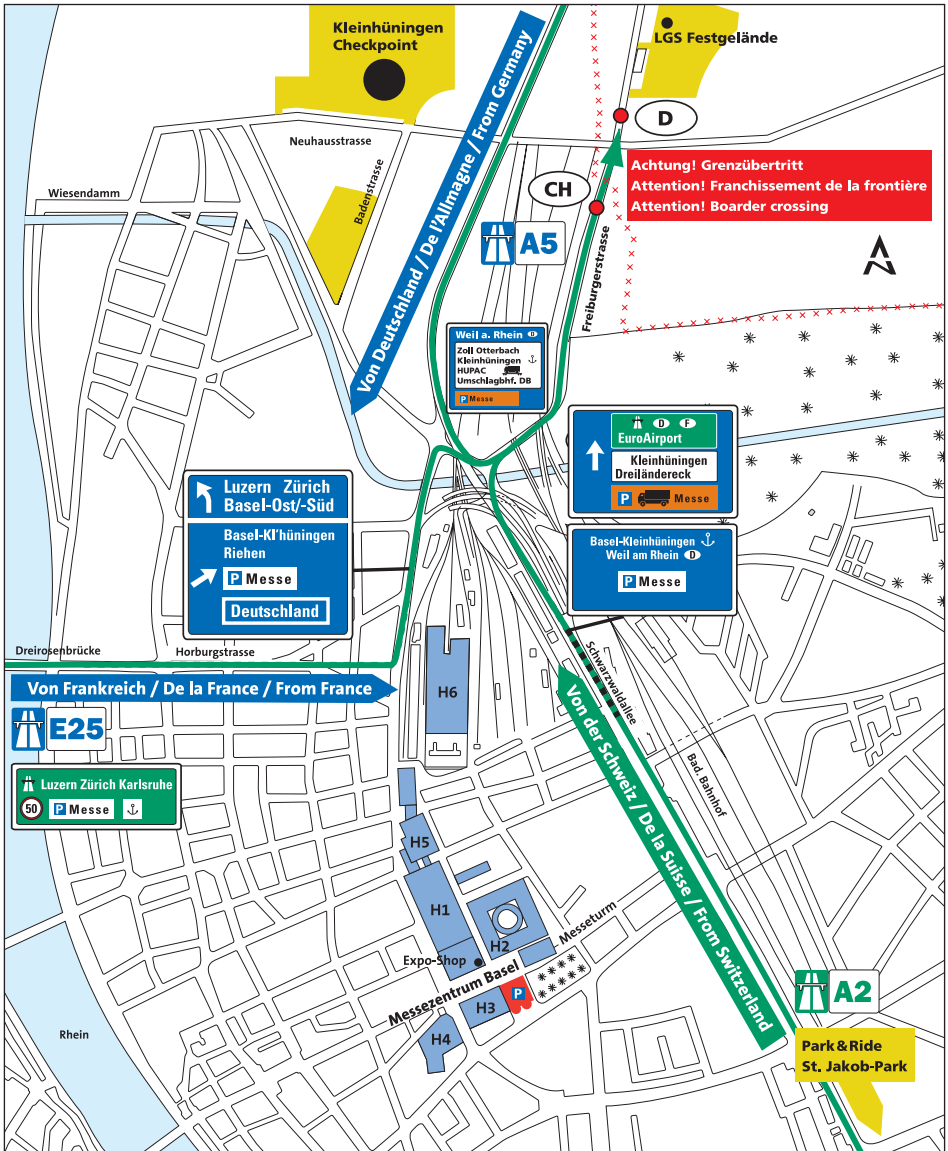 Kleinhüningen
Checkpoint
LGS Festgelände
D
Neuhausstrasse
Achtung! Grenzübertritt
Attention! Franchissement de la frontière
Attention! Boarder crossing
CH
Wiesendamm
Badenstrasse
Von Deutschland / De l'Allmagne / From Germany
A5
N
Freiburgerstrasse
Weil a. Rhein D
Zoll Otterbach
Kleinhüningen
HUPAC
Umschlagbhf. DB
P Messe
D F
EuroAirport
Kleinhüningen
Dreiländereck
P Messe
Luzern Zürich
Basel-Ost/-Süd
Basel-Kl'hüningen
Riehen
P Messe
Deutschland
Basel-Kleinhüningen
Weil am Rhein D
P Messe
Dreirosenbrücke
Horburgstrasse
Schwarzwaldallee
Von Frankreich / De la France / From France
H6
E25
Von der Schweiz / De la Suisse / From Switzerland
Bad. Bahnhof
Luzern Zürich Karlsruhe
50 P Messe
H5
H1
H2
Messeturm
Expo-Shop
Messezentrum Basel
P
H3
H4
A2
Rhein
Park&Ride
St. Jakob-Park